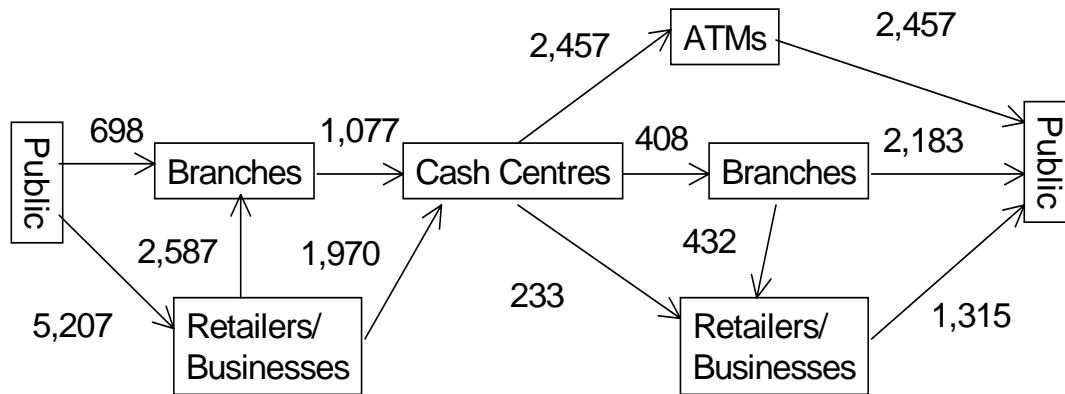 2,457
ATMs
2,457
Public
698
Branches
1,077
Cash Centres
408
Branches
2,183
Public
2,587
1,970
432
233
5,207
Retailers/
Businesses
Retailers/
Businesses
1,315